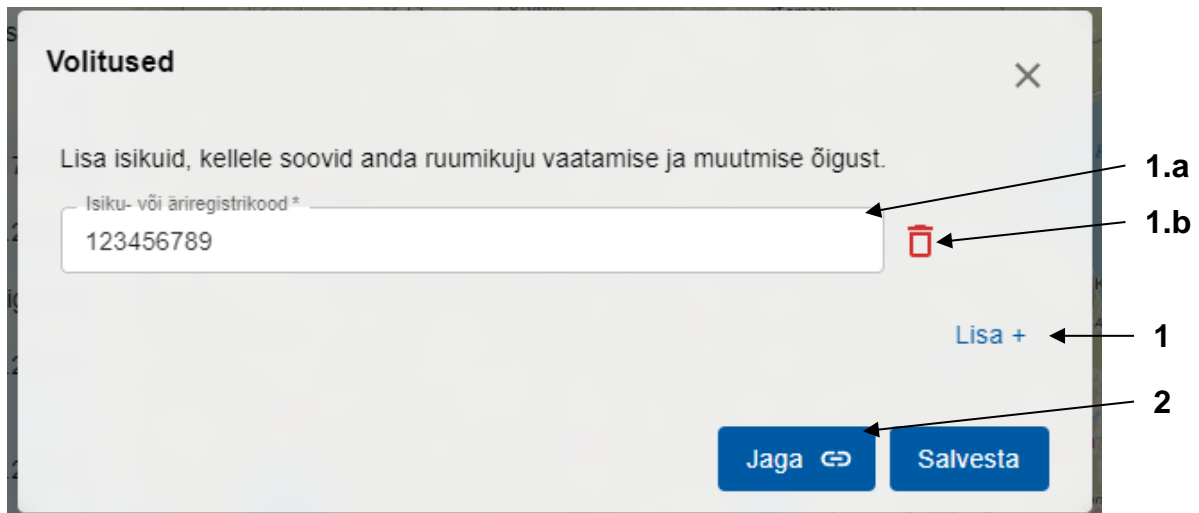 Volitused
Lisa isikuid, kellele soovid anda ruumikuju vaatamise ja muutmise õigust.
1.a
Isiku- või äriregistrikood *
123456789
1.b
Lisa +
1
2
Jaga
Salvesta